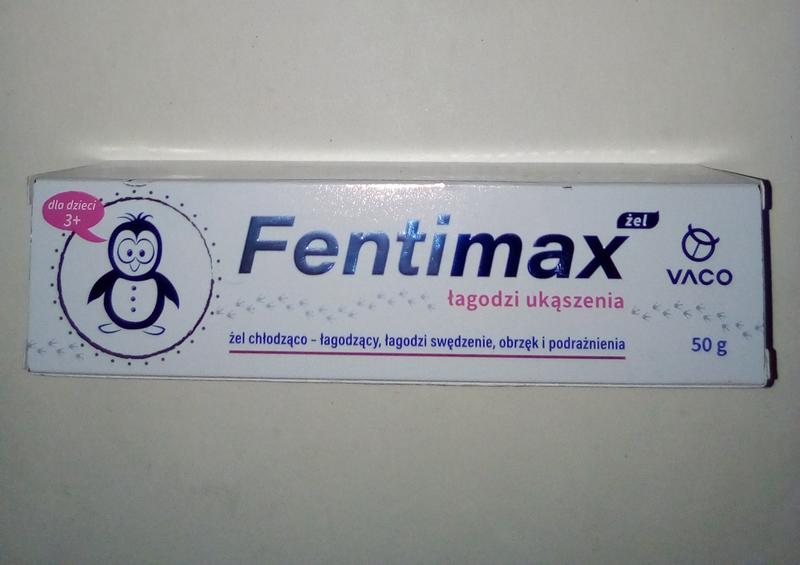 dla dzieci
3+
Fentimax
żel
łagodzi ukąszenia
żel chłodząco – łagodzący, łagodzi swędzenie, obrzęk i podrażnienia
VACO
50 g